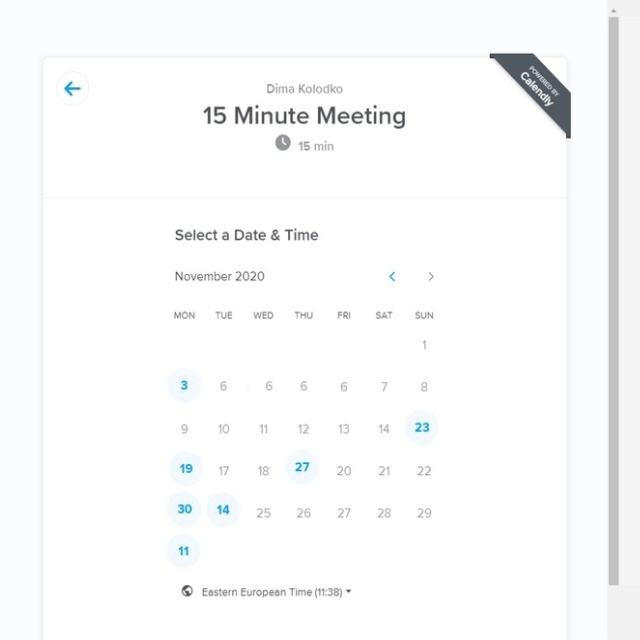 POWERED BY
Calendly
Dima Kolodko
15 Minute Meeting
15 min
Select a Date & Time
November 2020
MON TUE WED THU FRI SAT SUN
1
3 6 6 6 6 7 8
9 10 11 12 13 14 23
19 17 18 27 20 21 22
30 14 25 26 27 28 29
11
Eastern European Time (11:38)